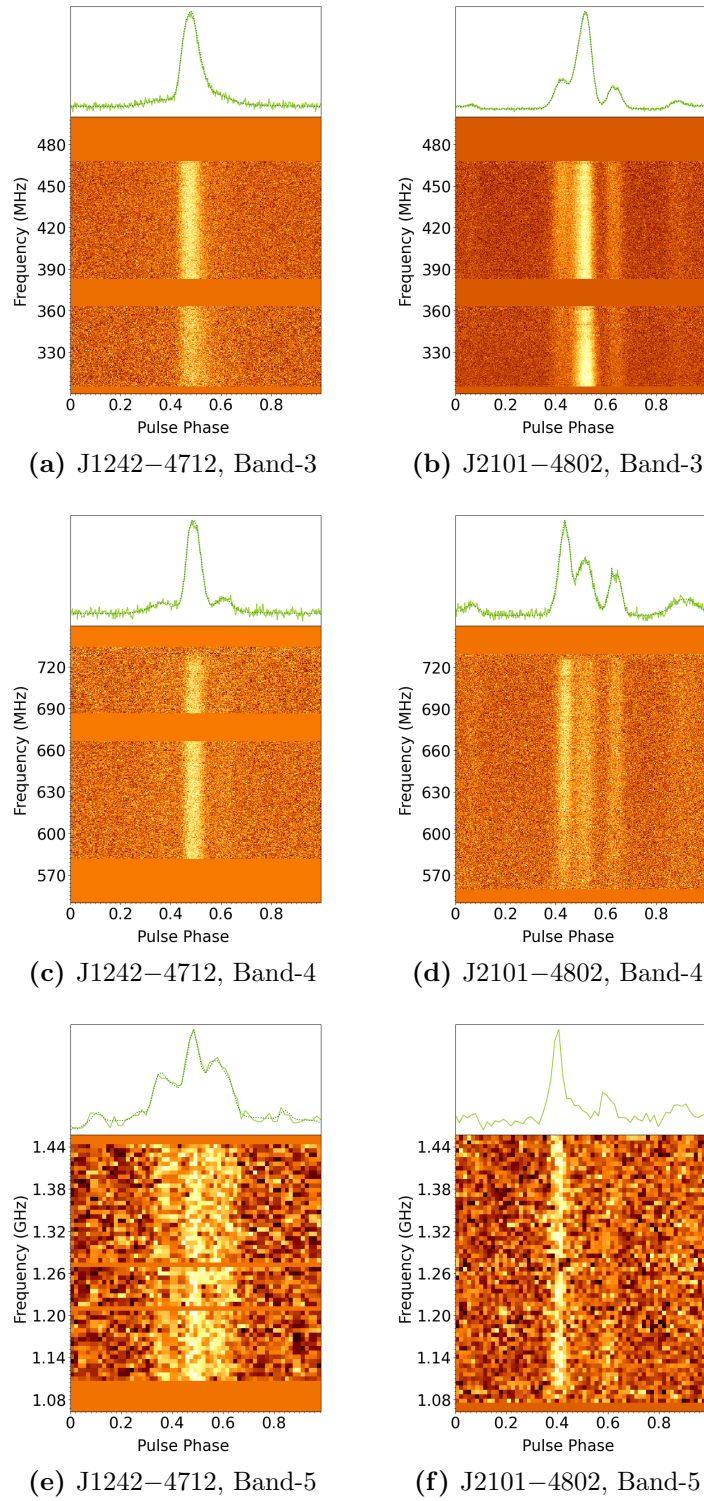 480
450
420
390
360
330
Frequency (MHz)
0 0.2 0.4 0.6 0.8
Pulse Phase
(a) J1242−4712, Band-3
480
450
420
390
360
330
Frequency (MHz)
0 0.2 0.4 0.6 0.8
Pulse Phase
(b) J2101−4802, Band-3
720
690
660
630
600
570
Frequency (MHz)
0 0.2 0.4 0.6 0.8
Pulse Phase
(c) J1242−4712, Band-4
720
690
660
630
600
570
Frequency (MHz)
0 0.2 0.4 0.6 0.8
Pulse Phase
(d) J2101−4802, Band-4
1.44
1.38
1.32
1.26
1.20
1.14
1.08
Frequency (GHz)
0 0.2 0.4 0.6 0.8
Pulse Phase
(e) J1242−4712, Band-5
1.44
1.38
1.32
1.26
1.20
1.14
1.08
Frequency (GHz)
0 0.2 0.4 0.6 0.8
Pulse Phase
(f) J2101−4802, Band-5